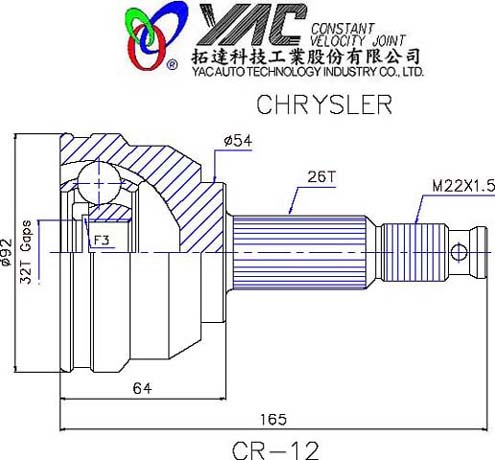 YAC CONSTANT
VELOCITY JOINT
®
拓達科技工業股份有限公司
YAC AUTO TECHNOLOGY INDUSTRY CO.,LTD.
CHRYSLER
ø54
26T
M22X1.5
ø92
32T Gaps
F3
64
165
CR-12